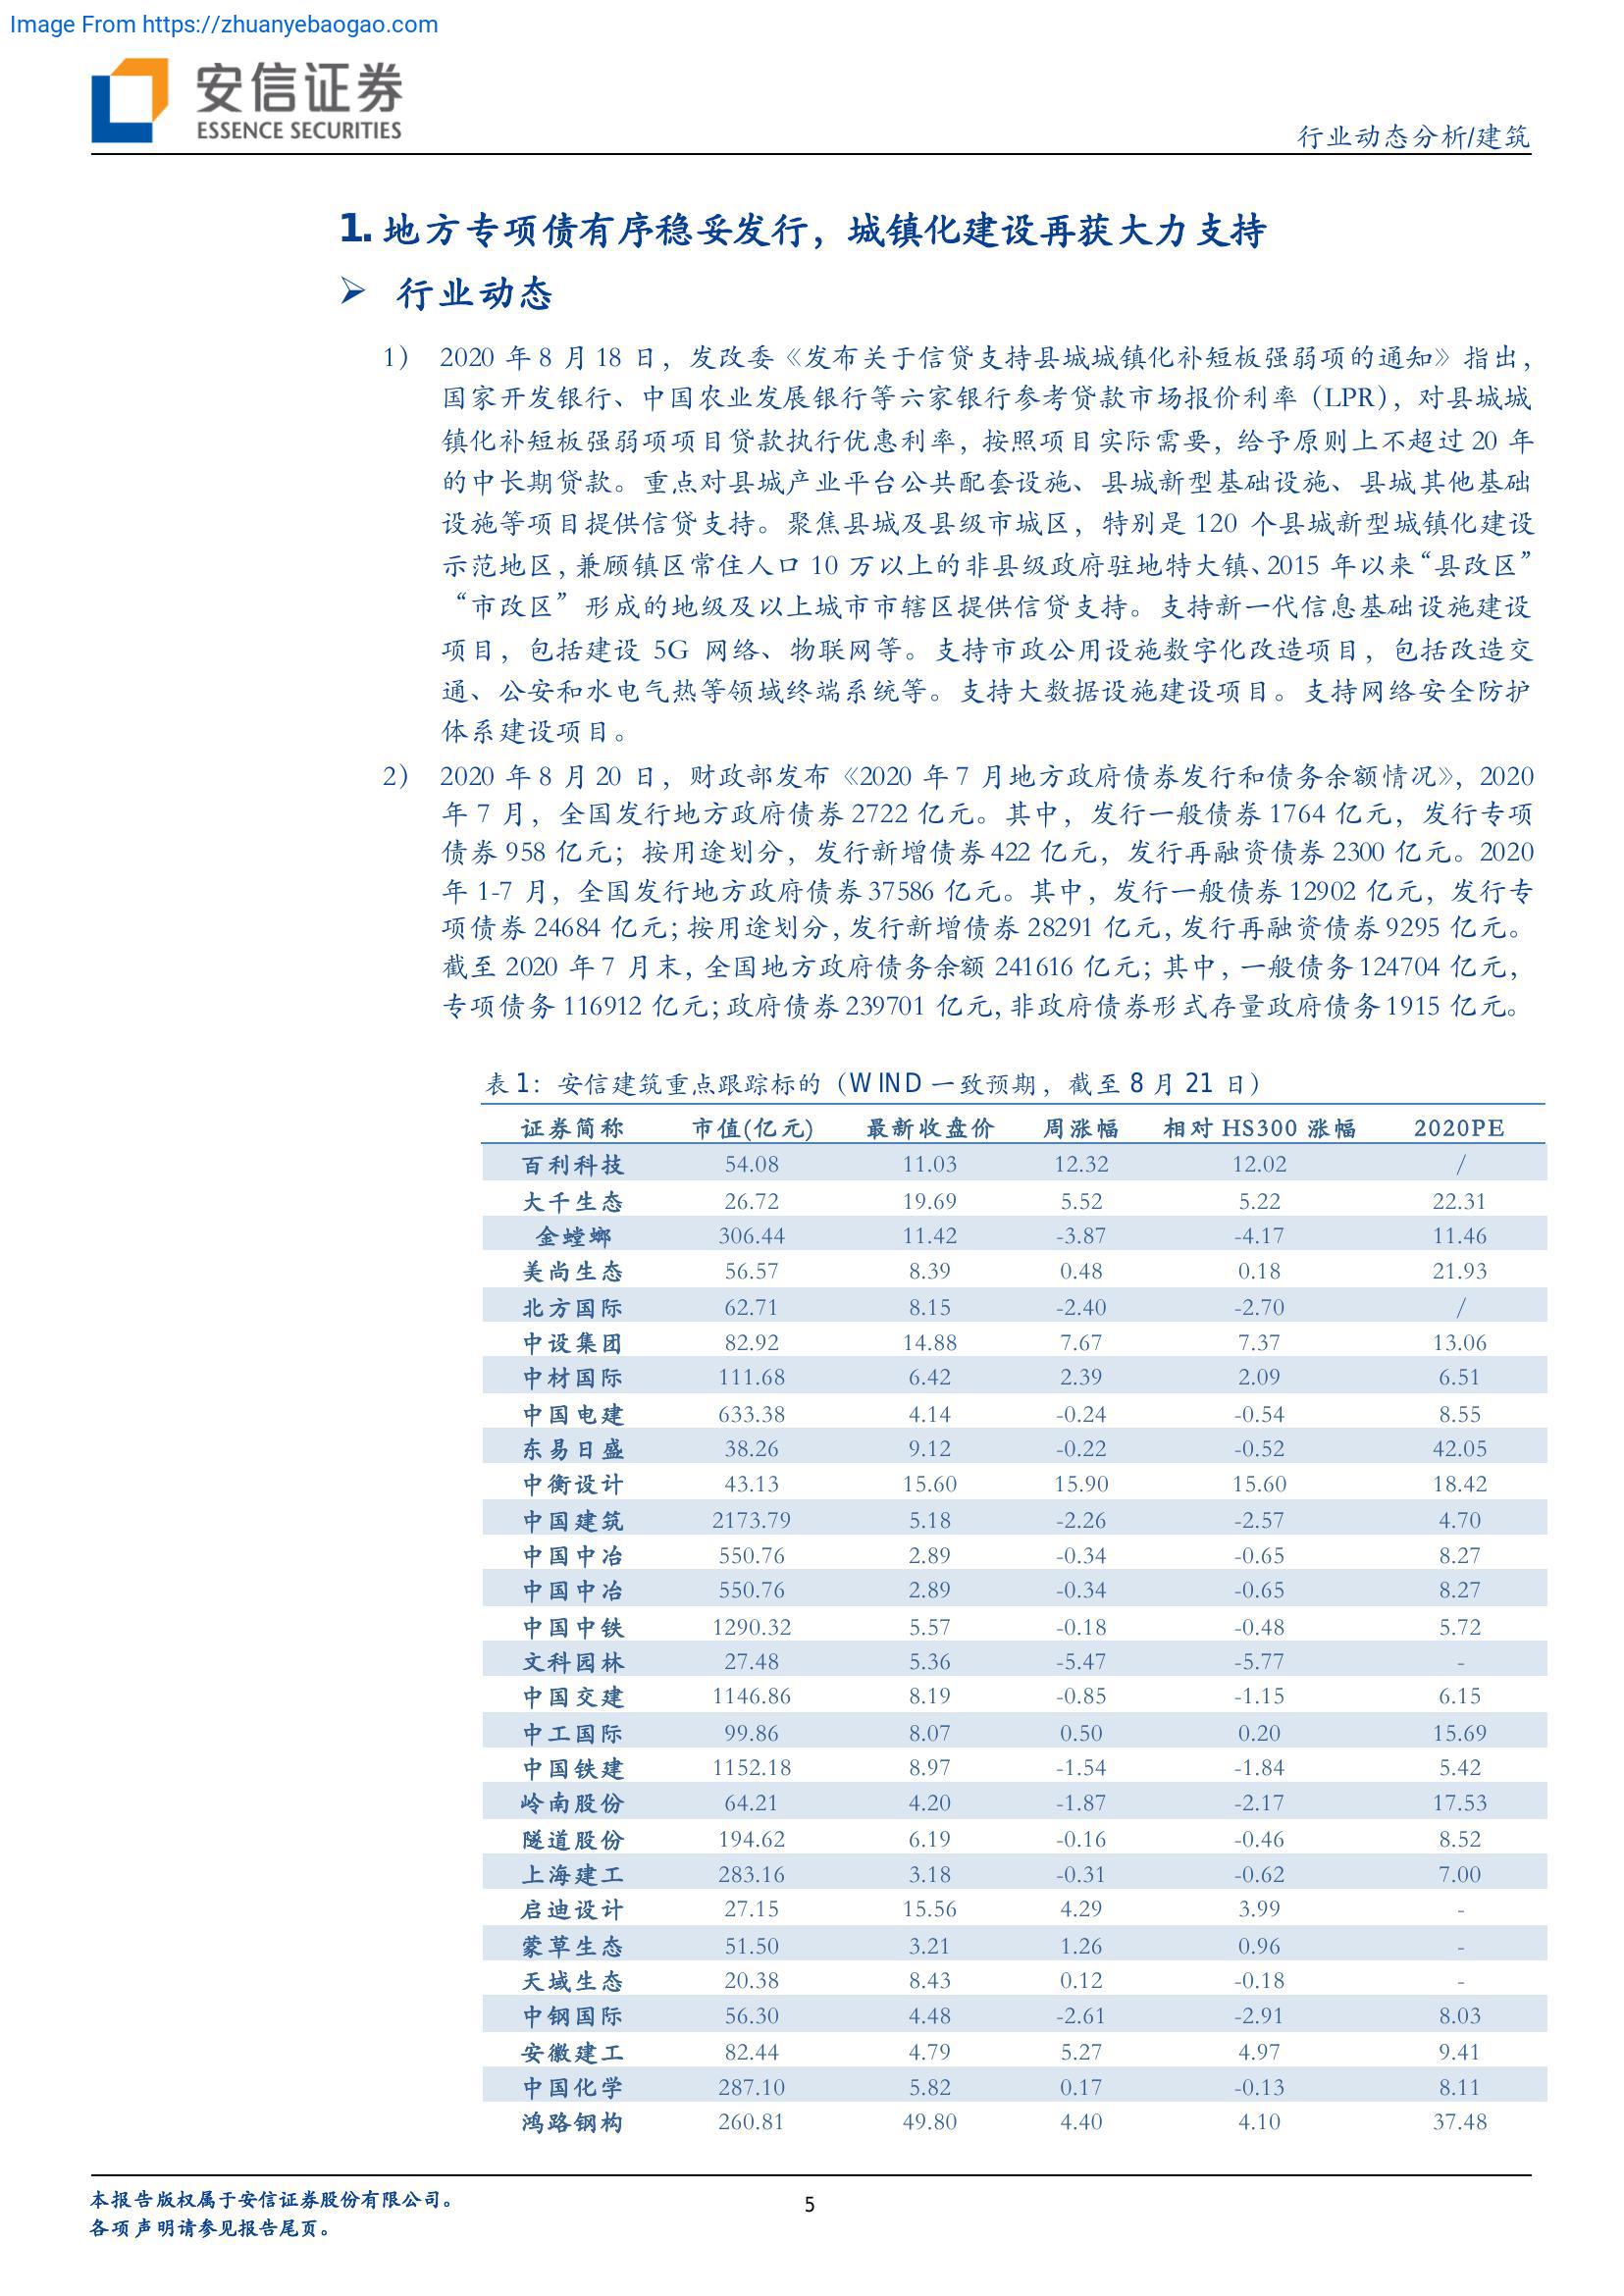 Image From https://zhuanyebaogao.com
安信证券
ESSENCE SECURITIES
行业动态分析/建筑
1. 地方专项债有序稳妥发行，城镇化建设再获大力支持
➢ 行业动态
1） 2020 年 8 月 18 日，发改委《发布关于信贷支持县城城镇化补短板强弱项的通知》指出，
国家开发银行、中国农业发展银行等六家银行参考贷款市场报价利率（LPR），对县城城
镇化补短板强弱项项目贷款执行优惠利率，按照项目实际需要，给予原则上不超过 20 年
的中长期贷款。重点对县城产业平台公共配套设施、县城新型基础设施、县城其他基础
设施等项目提供信贷支持。聚焦县城及县级市城区，特别是 120 个县城新型城镇化建设
示范地区，兼顾镇区常住人口 10 万以上的非县级政府驻地特大镇、2015 年以来“县改区”
“市改区”形成的地级及以上城市市辖区提供信贷支持。支持新一代信息基础设施建设
项目，包括建设 5G 网络、物联网等。支持市政公用设施数字化改造项目，包括改造交
通、公安和水电气热等领域终端系统等。支持大数据设施建设项目。支持网络安全防护
体系建设项目。
2） 2020 年 8 月 20 日，财政部发布《2020 年 7 月地方政府债券发行和债务余额情况》，2020
年 7 月，全国发行地方政府债券 2722 亿元。其中，发行一般债券 1764 亿元，发行专项
债券 958 亿元；按用途划分，发行新增债券 422 亿元，发行再融资债券 2300 亿元。2020
年 1-7 月，全国发行地方政府债券 37586 亿元。其中，发行一般债券 12902 亿元，发行专
项债券 24684 亿元；按用途划分，发行新增债券 28291 亿元，发行再融资债券 9295 亿元。
截至 2020 年 7 月末，全国地方政府债务余额 241616 亿元；其中，一般债务 124704 亿元，
专项债务 116912 亿元；政府债券 239701 亿元，非政府债券形式存量政府债务 1915 亿元。
表 1：安信建筑重点跟踪标的（WIND 一致预期，截至 8 月 21 日）
证券简称 市值(亿元) 最新收盘价 周涨幅 相对 HS300 涨幅 2020PE
百利科技 54.08 11.03 12.32 12.02 /
大千生态 26.72 19.69 5.52 5.22 22.31
金螳螂 306.44 11.42 -3.87 -4.17 11.46
美尚生态 56.57 8.39 0.48 0.18 21.93
北方国际 62.71 8.15 -2.40 -2.70 /
中设集团 82.92 14.88 7.67 7.37 13.06
中材国际 111.68 6.42 2.39 2.09 6.51
中国电建 633.38 4.14 -0.24 -0.54 8.55
东易日盛 38.26 9.12 -0.22 -0.52 42.05
中衡设计 43.13 15.60 15.90 15.60 18.42
中国建筑 2173.79 5.18 -2.26 -2.57 4.70
中国中冶 550.76 2.89 -0.34 -0.65 8.27
中国中冶 550.76 2.89 -0.34 -0.65 8.27
中国中铁 1290.32 5.57 -0.18 -0.48 5.72
文科园林 27.48 5.36 -5.47 -5.77 -
中国交建 1146.86 8.19 -0.85 -1.15 6.15
中工国际 99.86 8.07 0.50 0.20 15.69
中国铁建 1152.18 8.97 -1.54 -1.84 5.42
岭南股份 64.21 4.20 -1.87 -2.17 17.53
隧道股份 194.62 6.19 -0.16 -0.46 8.52
上海建工 283.16 3.18 -0.31 -0.62 7.00
启迪设计 27.15 15.56 4.29 3.99 -
蒙草生态 51.50 3.21 1.26 0.96 -
天域生态 20.38 8.43 0.12 -0.18 -
中钢国际 56.30 4.48 -2.61 -2.91 8.03
安徽建工 82.44 4.79 5.27 4.97 9.41
中国化学 287.10 5.82 0.17 -0.13 8.11
鸿路钢构 260.81 49.80 4.40 4.10 37.48
本报告版权属于安信证券股份有限公司。
各项声明请参见报告尾页。
5